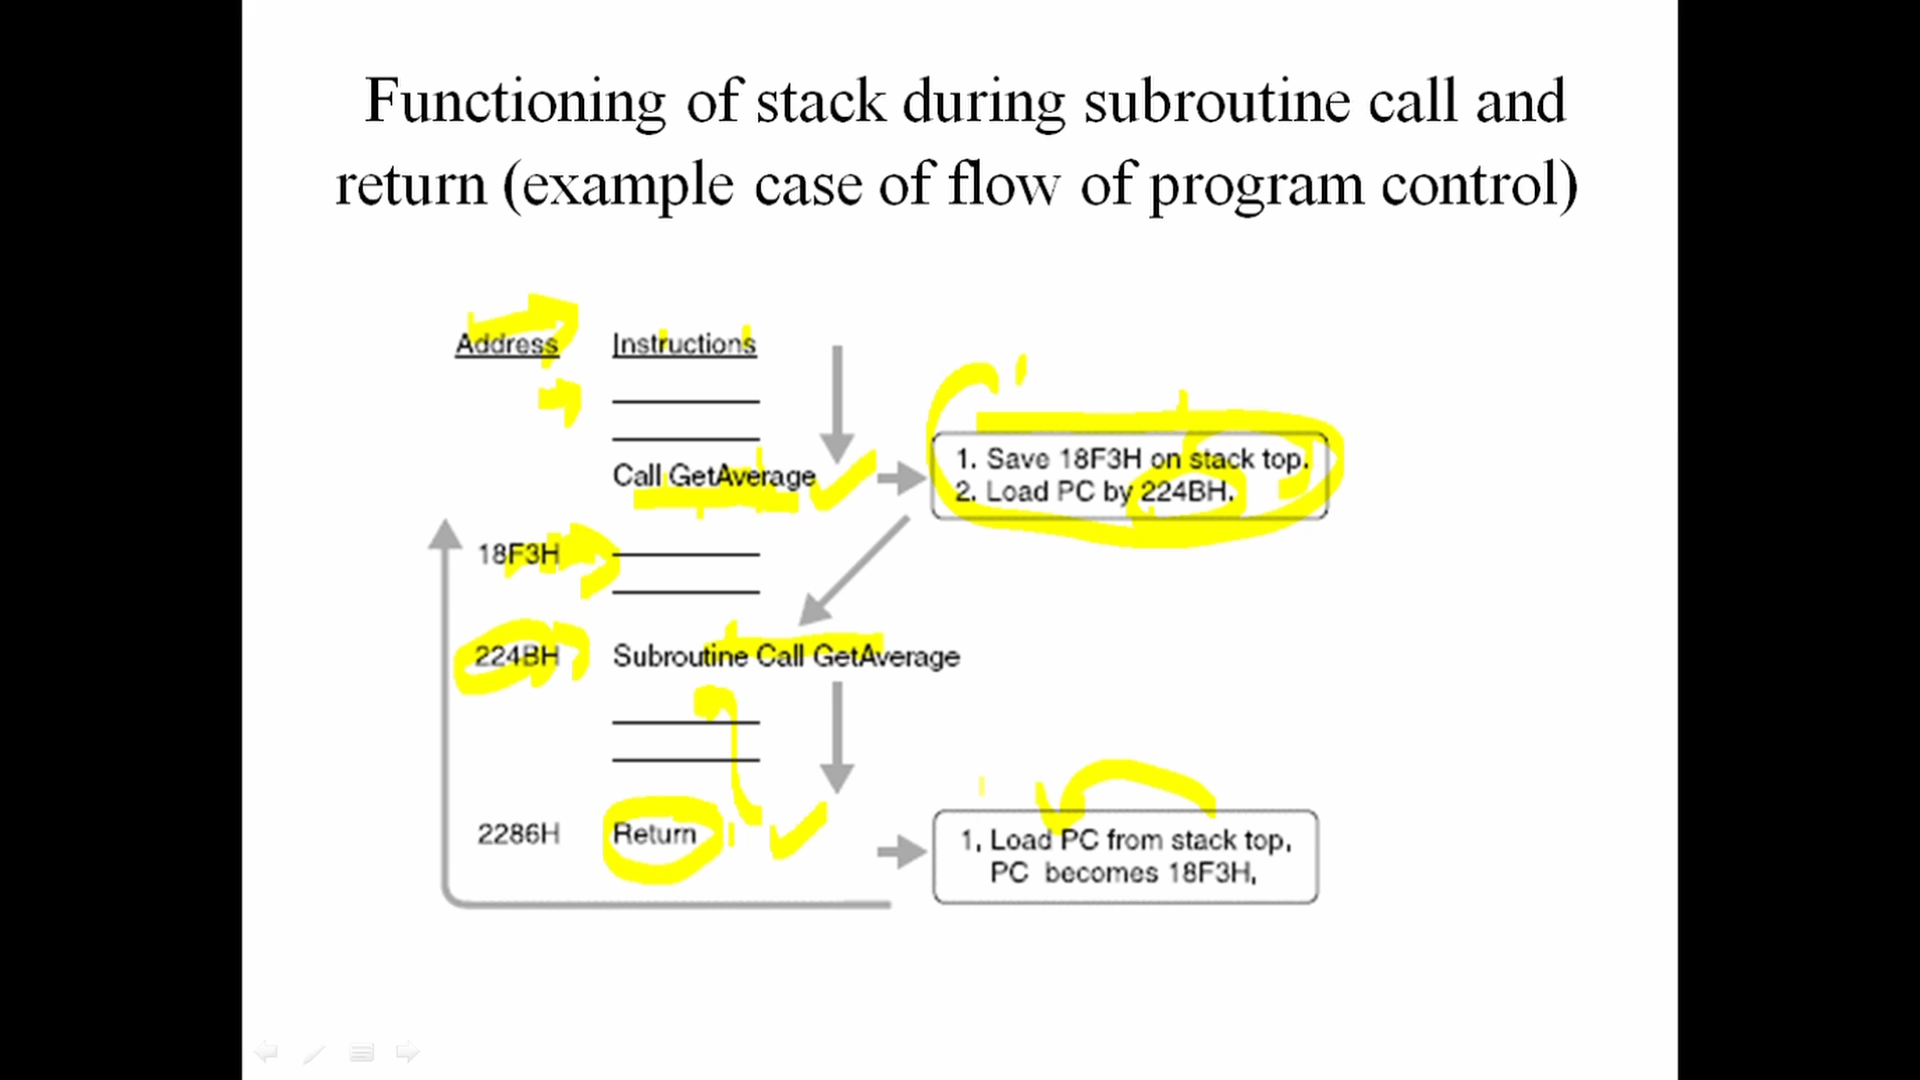 Functioning of stack during subroutine call and
return (example case of flow of program control)
Address Instructions
Call GetAverage
1. Save 18F3H on stack top.
2. Load PC by 224BH.
18F3H
224BH Subroutine Call GetAverage
2286H Return
1, Load PC from stack top,
PC becomes 18F3H,